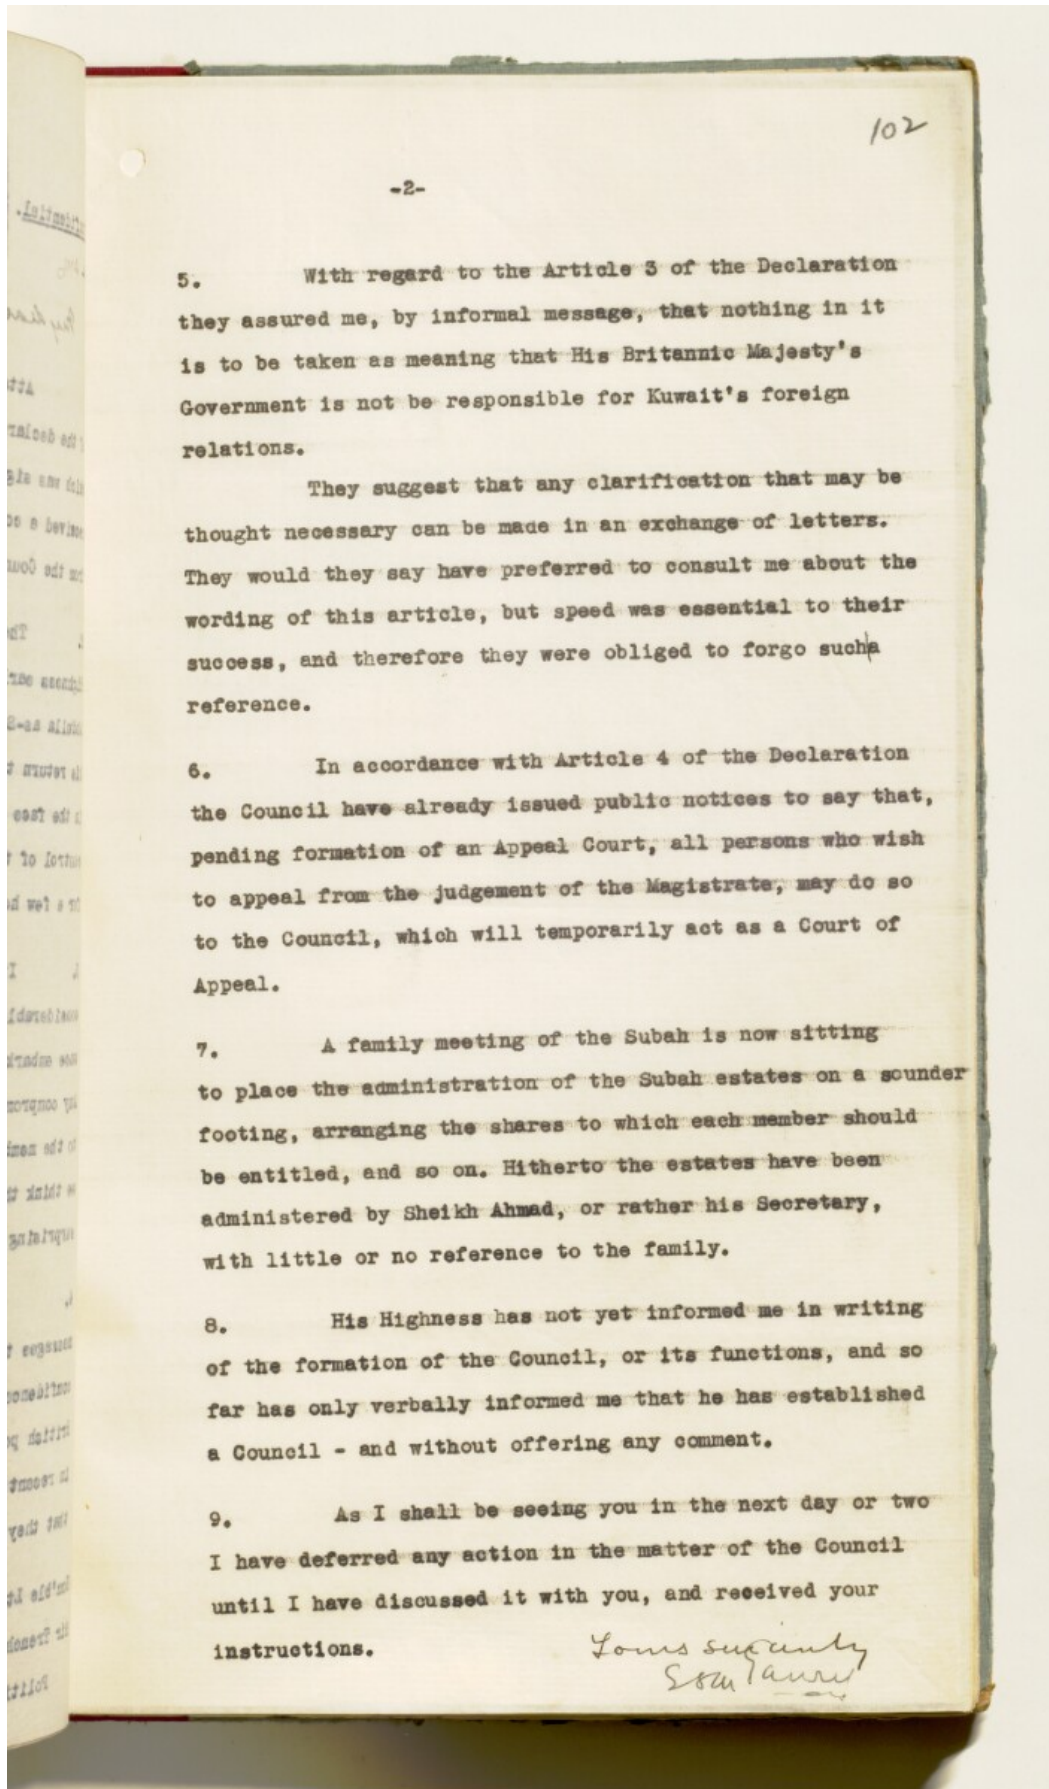 102
-2-
5. With regard to the Article 3 of the Declaration
they assured me, by informal message, that nothing in it
is to be taken as meaning that His Britannic Majesty's
Government is not be responsible for Kuwait's foreign
relations.
They suggest that any clarification that may be
thought necessary can be made in an exchange of letters.
They would they say have preferred to consult me about the
wording of this article, but speed was essential to their
success, and therefore they were obliged to forgo such|a
reference.
6. In accordance with Article 4 of the Declaration
the Council have already issued public notices to say that,
pending formation of an Appeal Court, all persons who wish
to appeal from the judgement of the Magistrate, may do so
to the Council, which will temporarily act as a Court of
Appeal.
7. A family meeting of the Subah is now sitting
to place the administration of the Subah estates on a sounder
footing, arranging the shares to which each member should
be entitled, and so on. Hitherto the estates have been
administered by Sheikh Ahmad, or rather his Secretary,
with little or no reference to the family.
8. His Highness has not yet informed me in writing
of the formation of the Council, or its functions, and so
far has only verbally informed me that he has established
a Council - and without offering any comment.
9. As I shall be seeing you in the next day or two
I have deferred any action in the matter of the Council
until I have discussed it with you, and received your
instructions.
Yours sincerely